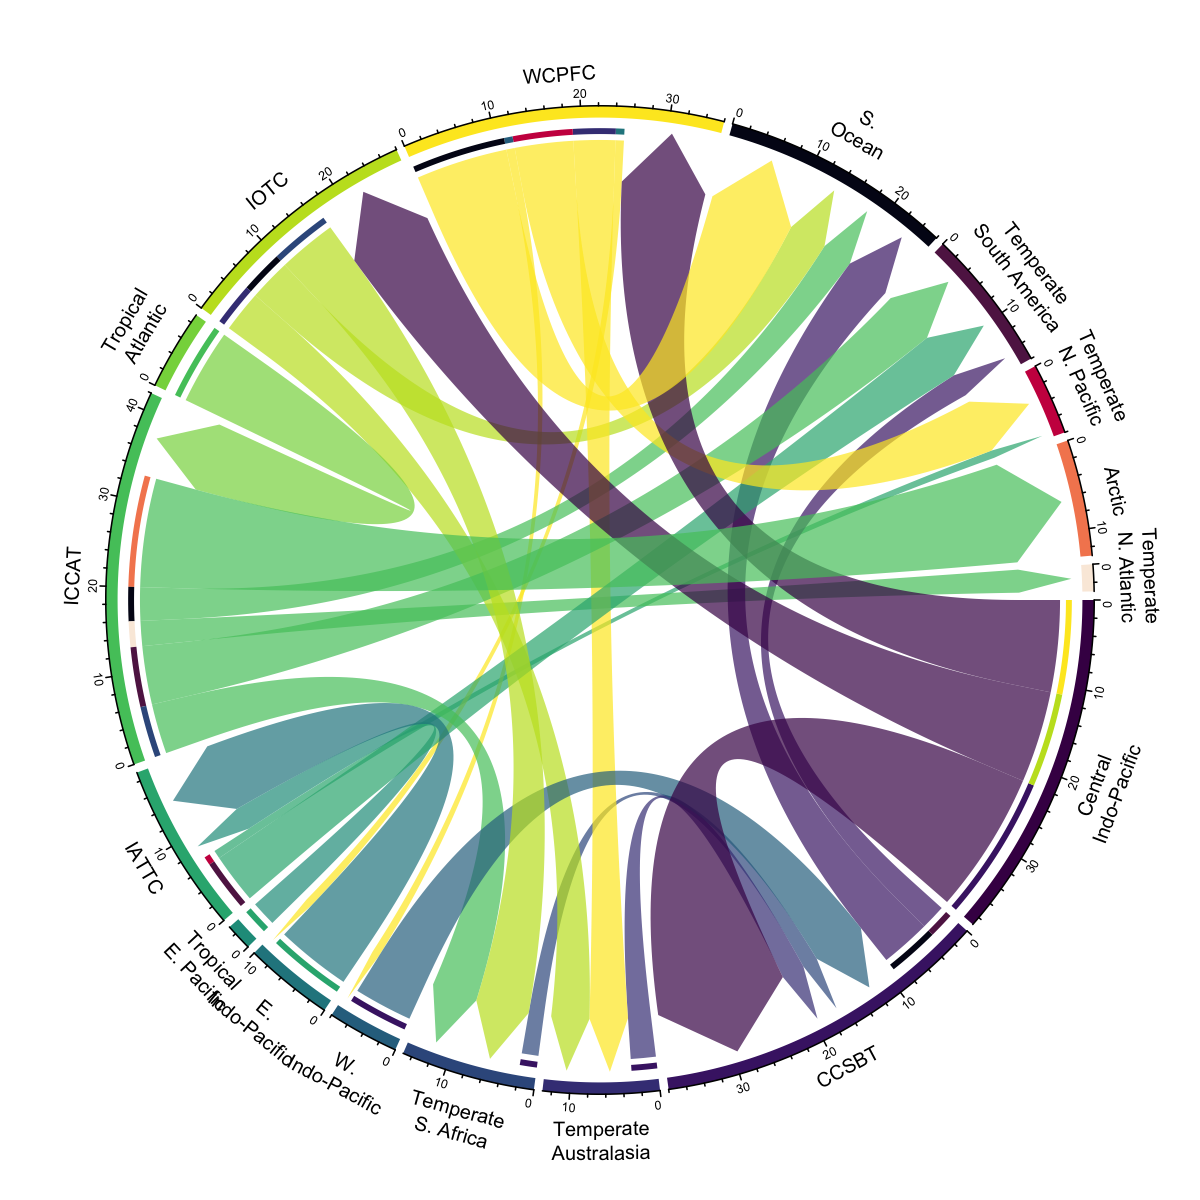 WCPFC
0
10
20
30
S.
Ocean
0
10
20
Temperate
South America
0
10
Temperate
N. Pacific
0
Arctic
0
10
Temperate
N. Atlantic
0
Central
Indo-Pacific
0
10
20
30
CCSBT
0
10
20
30
Temperate
Australasia
0
10
Temperate
S. Africa
0
10
W.
Indo-Pacific
0
E.
Indo-Pacific
0
10
Tropical
E. Pacific
0
IATTC
0
10
ICCAT
0
10
20
30
40
Tropical
Atlantic
0
IOTC
0
10
20